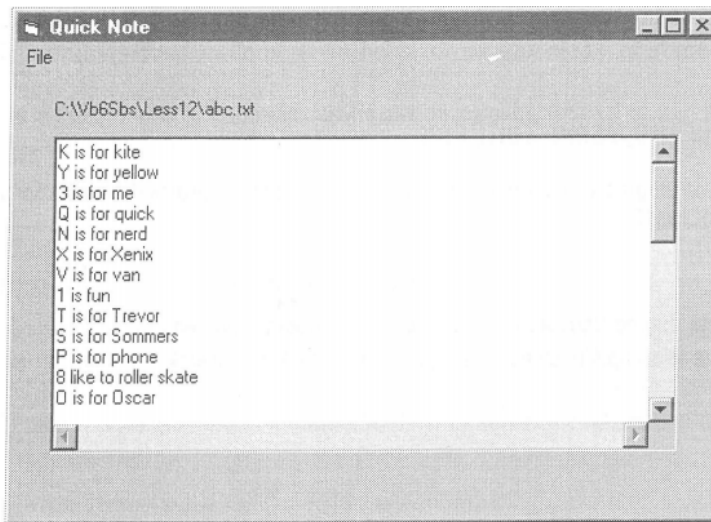 Quick Note
File
C:\Vb6Sbs\Less12\abc.txt
K is for kite
Y is for yellow
3 is for me
Q is for quick
N is for nerd
X is for Xenix
V is for van
1 is fun
T is for Trevor
S is for Sommers
P is for phone
8 like to roller skate
O is for Oscar